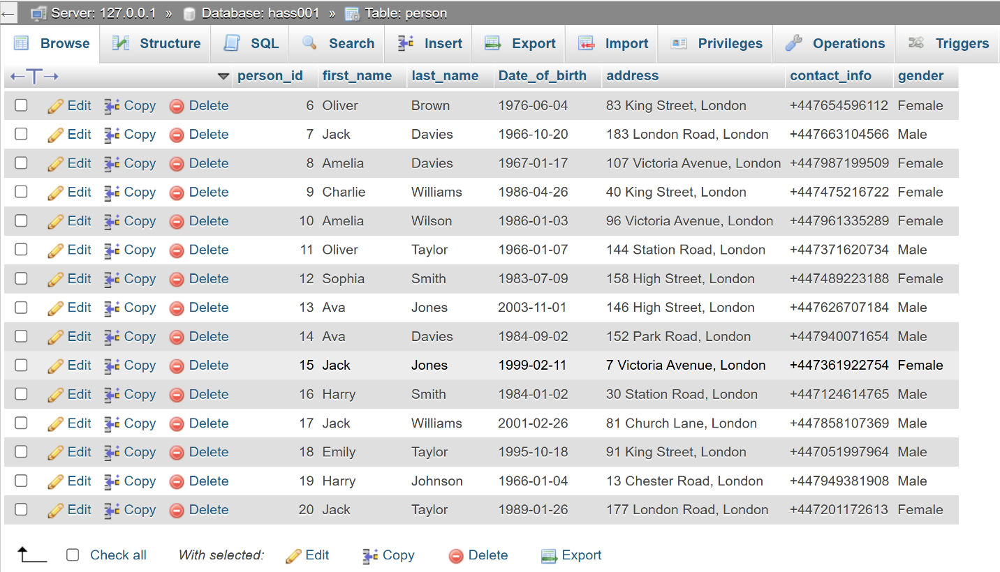 Server: 127.0.0.1 » Database: hass001 » Table: person
Browse Structure SQL Search Insert Export Import Privileges Operations Triggers
person_id first_name last_name Date_of_birth address contact_info gender
Edit Copy Delete 6 Oliver Brown 1976-06-04 83 King Street, London +447654596112 Female
Edit Copy Delete 7 Jack Davies 1966-10-20 183 London Road, London +447663104566 Male
Edit Copy Delete 8 Amelia Davies 1967-01-17 107 Victoria Avenue, London +447987199509 Female
Edit Copy Delete 9 Charlie Williams 1986-04-26 40 King Street, London +447475216722 Female
Edit Copy Delete 10 Amelia Wilson 1986-01-03 96 Victoria Avenue, London +447961335289 Female
Edit Copy Delete 11 Oliver Taylor 1966-01-07 144 Station Road, London +447371620734 Male
Edit Copy Delete 12 Sophia Smith 1983-07-09 158 High Street, London +447489223188 Female
Edit Copy Delete 13 Ava Jones 2003-11-01 146 High Street, London +447626707184 Male
Edit Copy Delete 14 Ava Davies 1984-09-02 152 Park Road, London +447940071654 Male
Edit Copy Delete 15 Jack Jones 1999-02-11 7 Victoria Avenue, London +447361922754 Female
Edit Copy Delete 16 Harry Smith 1984-01-02 30 Station Road, London +447124614765 Male
Edit Copy Delete 17 Jack Williams 2001-02-26 81 Church Lane, London +447858107369 Male
Edit Copy Delete 18 Emily Taylor 1995-10-18 91 King Street, London +447051997964 Male
Edit Copy Delete 19 Harry Johnson 1966-01-04 13 Chester Road, London +447949381908 Male
Edit Copy Delete 20 Jack Taylor 1989-01-26 177 London Road, London +447201172613 Female
Check all With selected: Edit Copy Delete Export